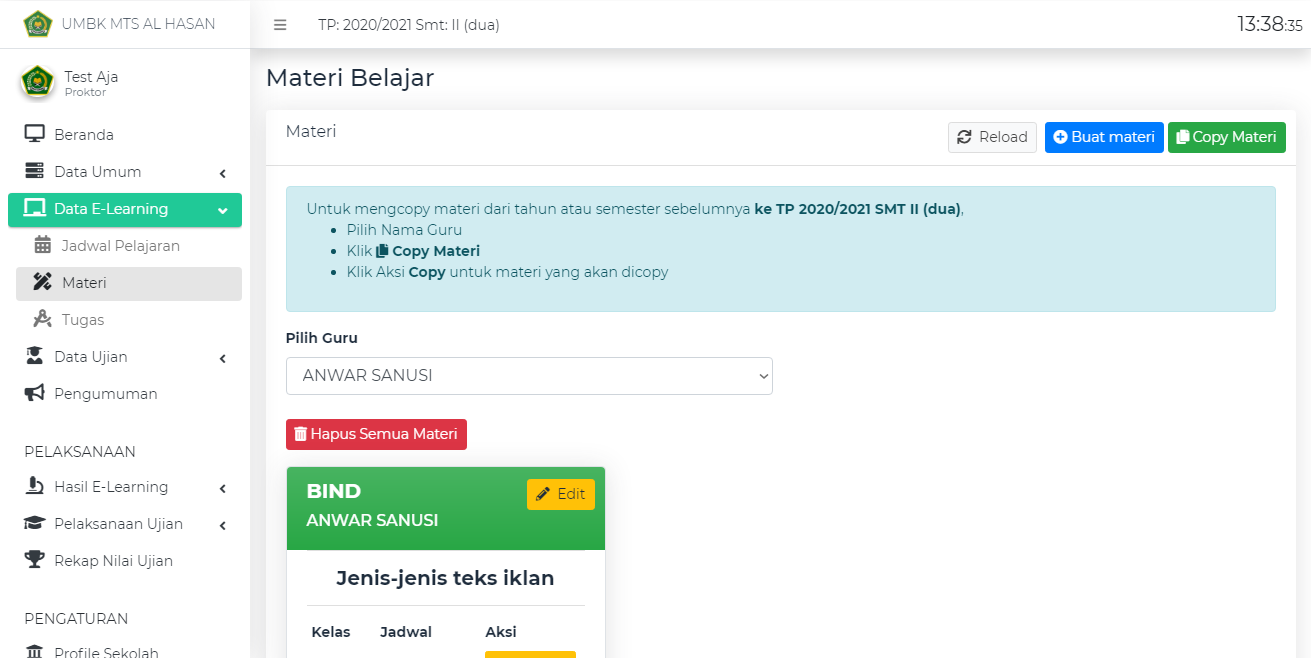 UMBK MTS AL HASAN
TP: 2020/2021 Smt: II (dua)
13:38:35
Test Aja
Proktor
Beranda
Data Umum
Data E-Learning
Jadwal Pelajaran
Materi
Tugas
Data Ujian
Pengumuman
PELAKSANAAN
Hasil E-Learning
Pelaksanaan Ujian
Rekap Nilai Ujian
PENGATURAN
Profile Sekolah
Materi Belajar
Materi
Reload
Buat materi
Copy Materi
Untuk mengcopy materi dari tahun atau semester sebelumnya ke TP 2020/2021 SMT II (dua),
Pilih Nama Guru
Klik Copy Materi
Klik Aksi Copy untuk materi yang akan dicopy
Pilih Guru
ANWAR SANUSI
Hapus Semua Materi
BIND
Edit
ANWAR SANUSI
Jenis-jenis teks iklan
Kelas Jadwal Aksi